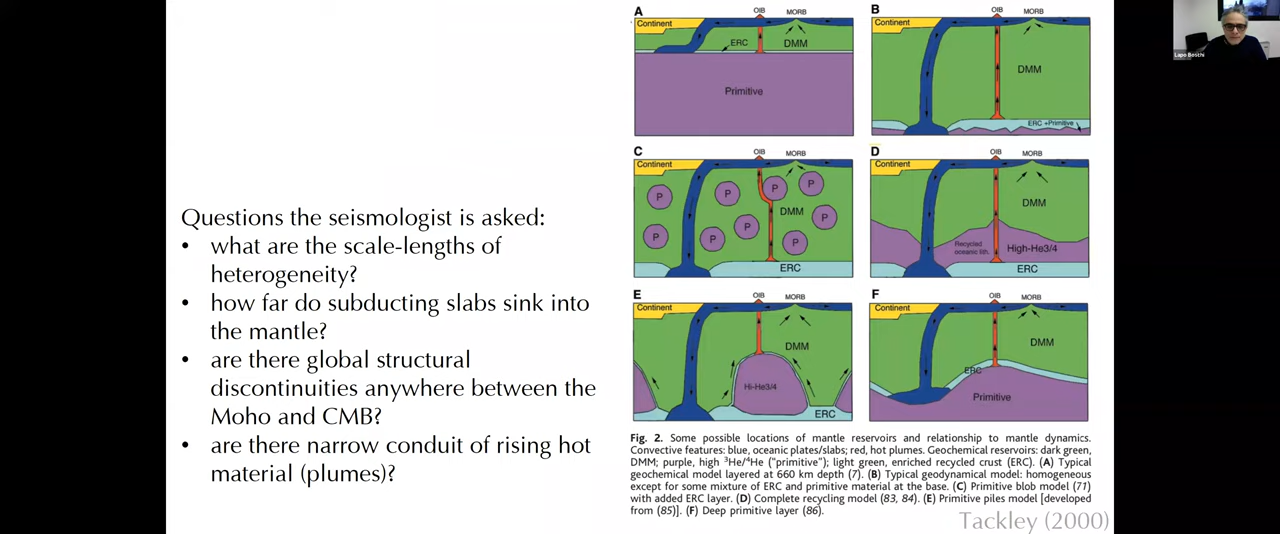 Questions the seismologist is asked:
• what are the scale-lengths of
heterogeneity?
• how far do subducting slabs sink into
the mantle?
• are there global structural
discontinuities anywhere between the
Moho and CMB?
• are there narrow conduit of rising hot
material (plumes)?
A
OIB
MORB
Continent
ERC
DMM
Primitive
B
OIB
MORB
Continent
DMM
ERC +Primitive
C
OIB
MORB
Continent
P
P
P
P
P
P
P
P
P
DMM
ERC
D
OIB
MORB
Continent
DMM
Recycled
oceanic lith.
High-He3/4
ERC
E
OIB
MORB
Continent
DMM
Hi-He3/4
ERC
F
OIB
MORB
Continent
DMM
ERC
Primitive
Fig. 2. Some possible locations of mantle reservoirs and relationship to mantle dynamics.
Convective features: blue, oceanic plates/slabs; red, hot plumes. Geochemical reservoirs: dark green,
DMM; purple, high ³He/⁴He ("primitive"); light green, enriched recycled crust (ERC). (A) Typical
geochemical model layered at 660 km depth (7). (B) Typical geodynamical model: homogeneous
except for some mixture of ERC and primitive material at the base. (C) Primitive blob model (71)
with added ERC layer. (D) Complete recycling model (83, 84). (E) Primitive piles model [developed
from (85)]. (F) Deep primitive layer (86).
Tackley (2000)
Lapo Boschi